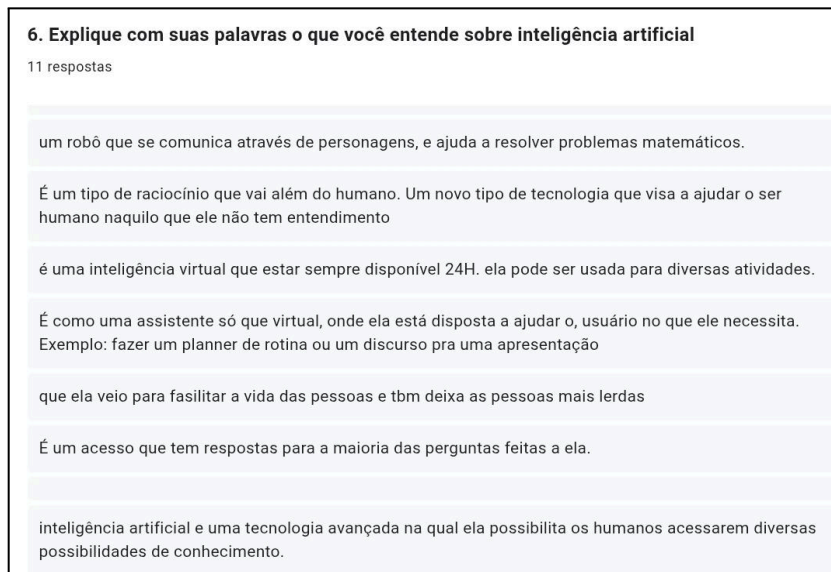 6. Explique com suas palavras o que você entende sobre inteligência artificial
11 respostas
um robô que se comunica através de personagens, e ajuda a resolver problemas matemáticos.
É um tipo de raciocínio que vai além do humano. Um novo tipo de tecnologia que visa a ajudar o ser
humano naquilo que ele não tem entendimento
é uma inteligência virtual que estar sempre disponível 24H. ela pode ser usada para diversas atividades.
É como uma assistente só que virtual, onde ela está disposta a ajudar o, usuário no que ele necessita.
Exemplo: fazer um planner de rotina ou um discurso pra uma apresentação
que ela veio para fasilitar a vida das pessoas e tbm deixa as pessoas mais lerdas
É um acesso que tem respostas para a maioria das perguntas feitas a ela.
inteligência artificial e uma tecnologia avançada na qual ela possibilita os humanos acessarem diversas
possibilidades de conhecimento.